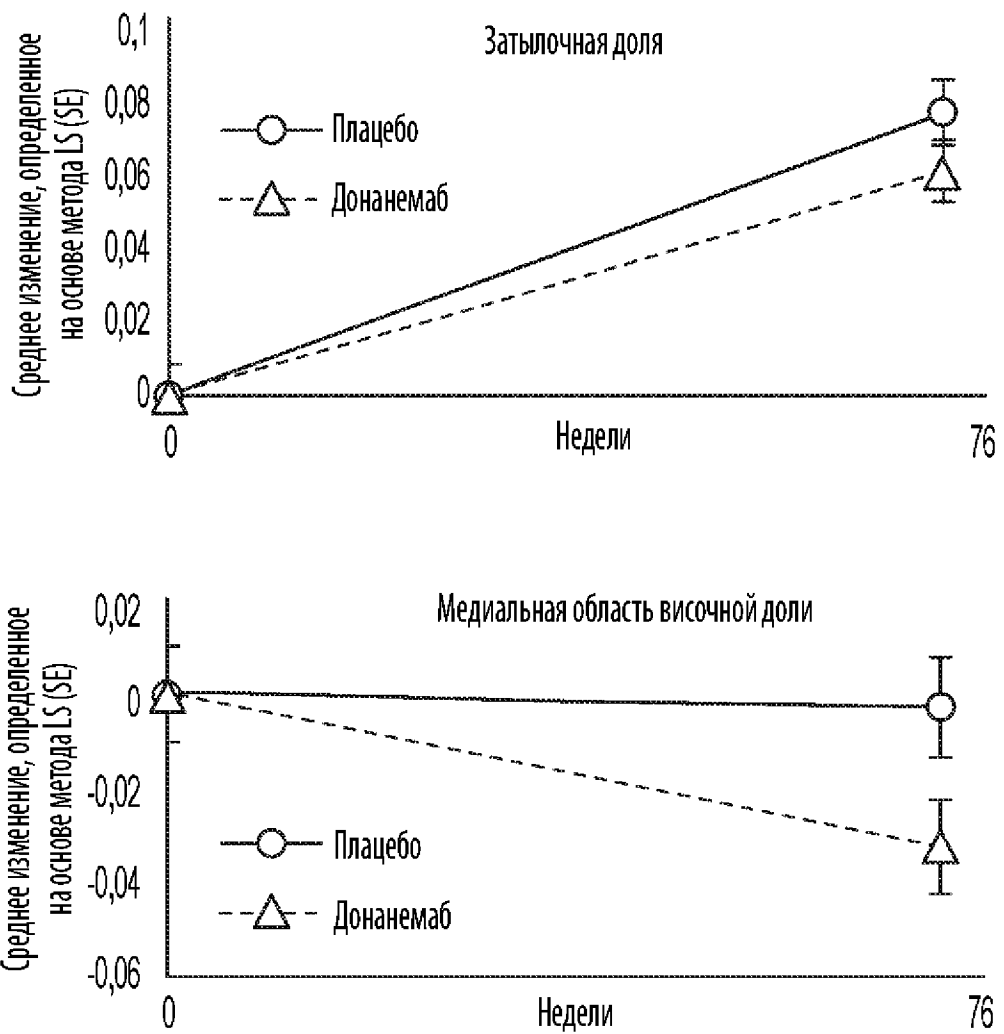 Затылочная доля
Среднее изменение, определенное
на основе метода LS (SE)
0,1
0,08
0,06
0,04
0,02
0
Плацебо
Донанемаб
0
Недели
76
Медиальная область височной доли
Среднее изменение, определенное
на основе метода LS (SE)
0,02
0
-0,02
-0,04
-0,06
Плацебо
Донанемаб
0
Недели
76